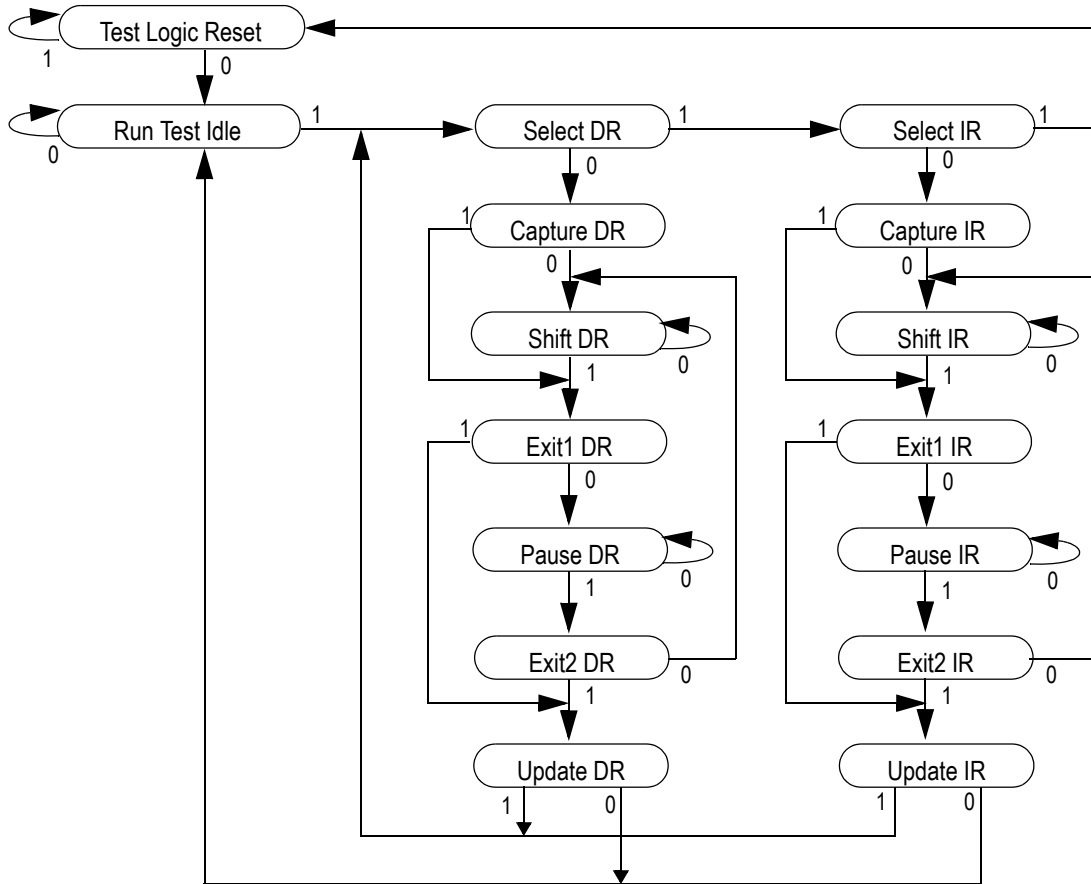 Test Logic Reset
1
0
Run Test Idle
1
Select DR
1
Select IR
1
0
0
0
1
Capture DR
1
Capture IR
0
0
Shift DR
0
Shift IR
0
1
1
1
Exit1 DR
1
Exit1 IR
0
0
Pause DR
0
Pause IR
0
1
1
Exit2 DR
0
Exit2 IR
0
1
1
Update DR
Update IR
1
0
1
0